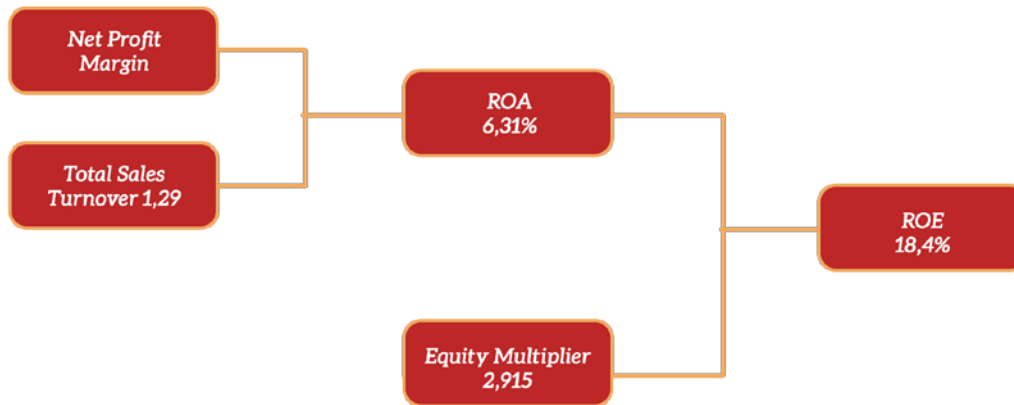 Net Profit
Margin
Total Sales
Turnover 1,29
ROA
6,31%
Equity Multiplier
2,915
ROE
18,4%